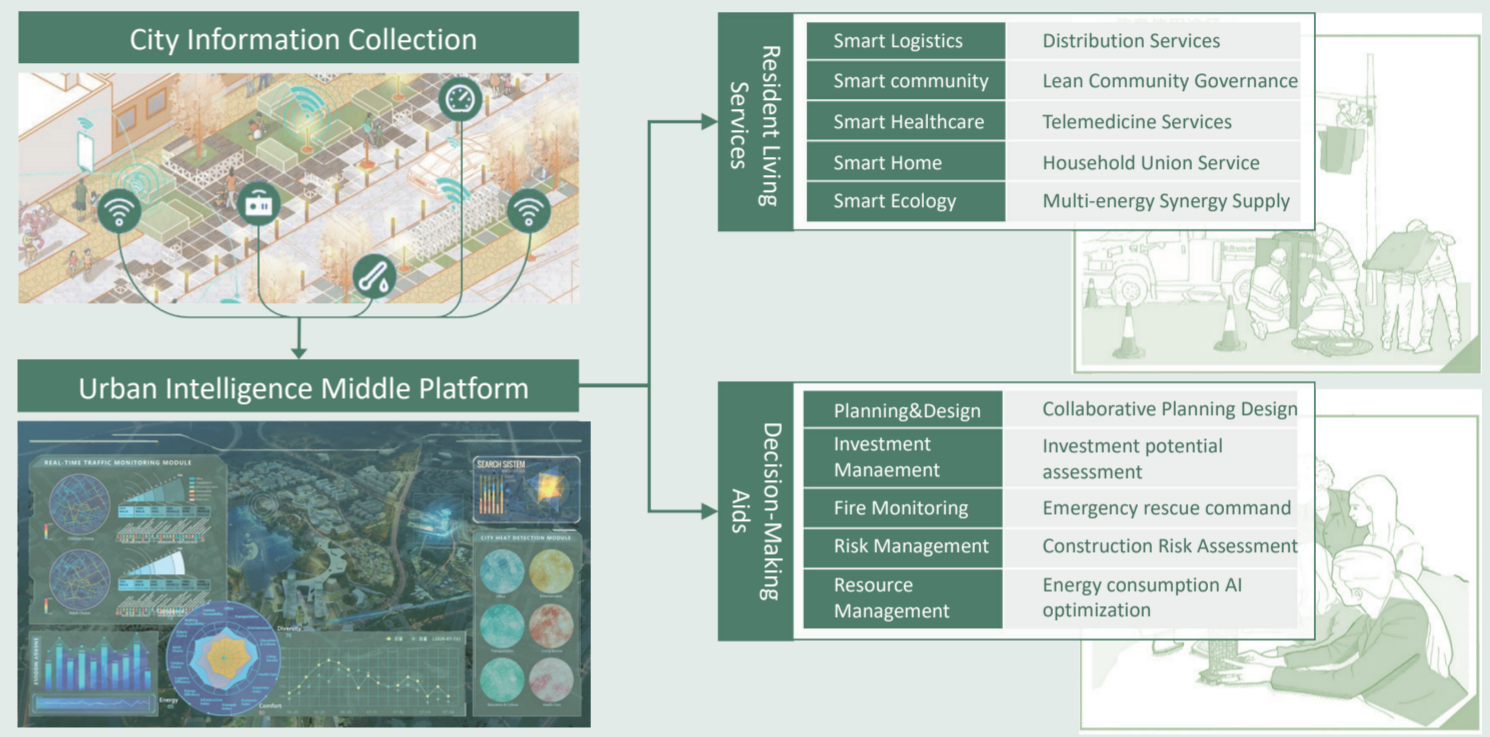 City Information Collection
Urban Intelligence Middle Platform
REAL-TIME TRAFFIC MONITORING MODULE
SEARCH SISTEM
CITY HEAT DETECTION MODULE
ENERGY MODULE
Diversity
Energy
Comfort
Resident Living
Services
Smart Logistics
Distribution Services
Smart community
Lean Community Governance
Smart Healthcare
Telemedicine Services
Smart Home
Household Union Service
Smart Ecology
Multi-energy Synergy Supply
Decision-Making
Aids
Planning&Design
Collaborative Planning Design
Investment
Manaement
Investment potential
assessment
Fire Monitoring
Emergency rescue command
Risk Management
Construction Risk Assessment
Resource
Management
Energy consumption AI
optimization